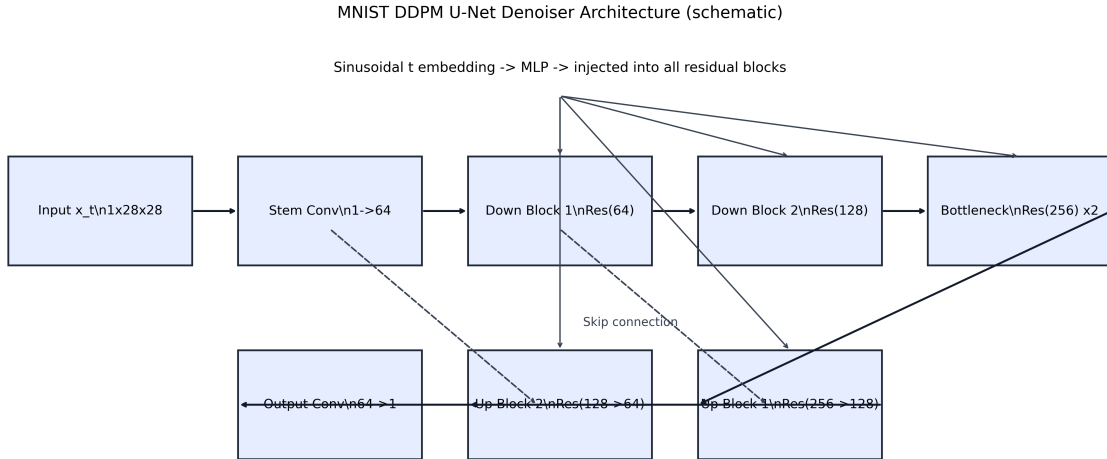 MNIST DDPM U-Net Denoiser Architecture (schematic)
Sinusoidal t embedding -> MLP -> injected into all residual blocks
Input x_t\n1x28x28
Stem Conv\n1->64
Down Block 1\nRes(64)
Down Block 2\nRes(128)
Bottleneck\nRes(256) x2
Skip connection
Output Conv\n64->1
Up Block 2\nRes(128->64)
Up Block 1\nRes(256->128)